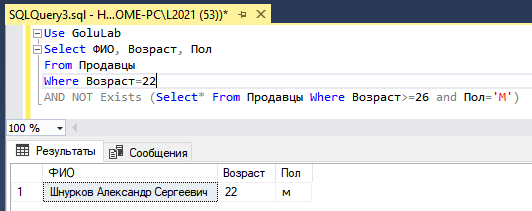 SQLQuery3.sql - H...OME-PC\L2021 (53))*
Use GoluLab
Select ФИО, Возраст, Пол
From Продавцы
Where Возраст=22
AND NOT Exists (Select* From Продавцы Where Возраст>=26 and Пол='М')
100 %
Результаты Сообщения
ФИО Возраст Пол
1 Шнурков Александр Сергеевич 22 м